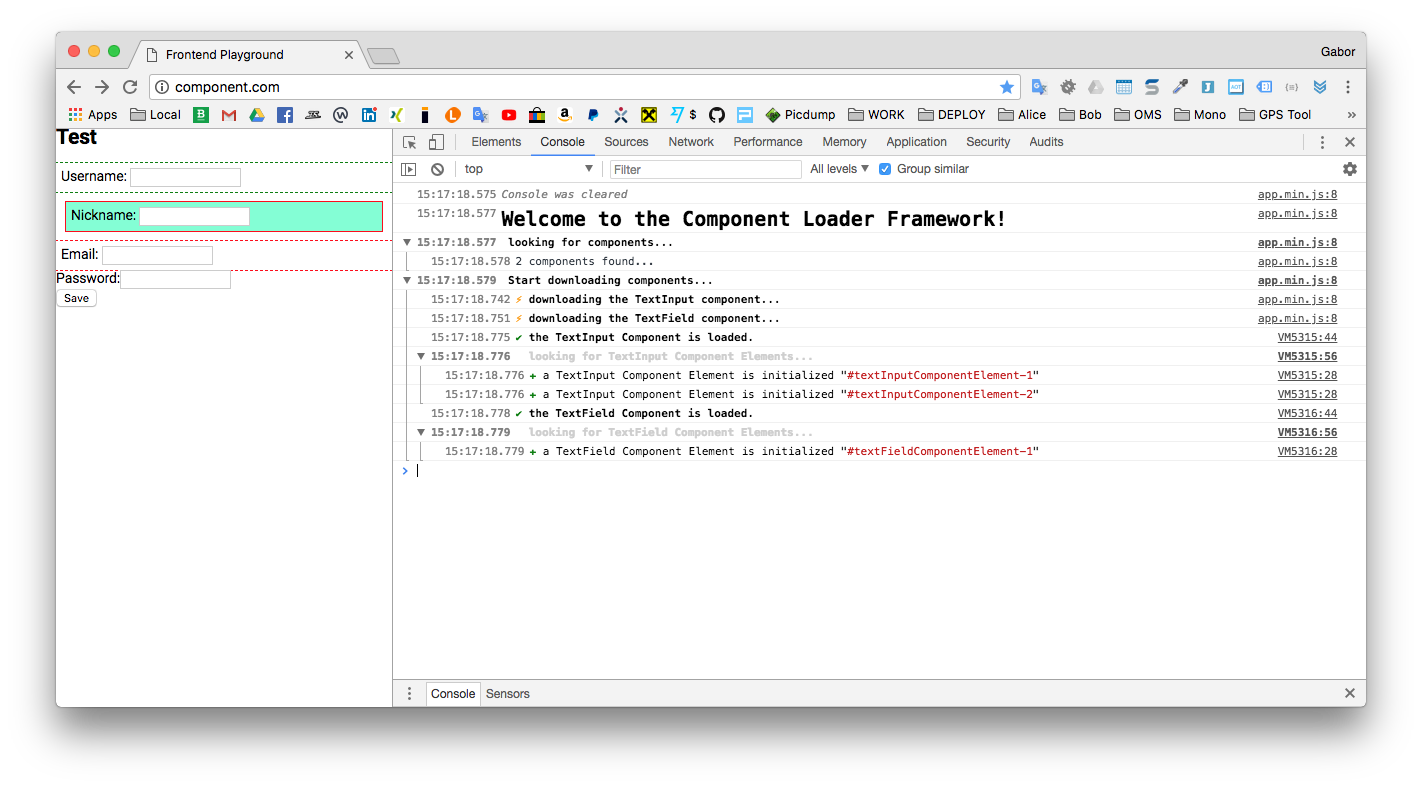 Frontend Playground
Gabor
component.com
Apps Local $ Picdump WORK DEPLOY Alice Bob OMS Mono GPS Tool »
Test
Username:
Nickname:
Email:
Password:
Save
Elements Console Sources Network Performance Memory Application Security Audits
top Filter All levels Group similar
15:17:18.575 Console was cleared app.min.js:8
15:17:18.577 Welcome to the Component Loader Framework! app.min.js:8
15:17:18.577 looking for components... app.min.js:8
15:17:18.578 2 components found... app.min.js:8
15:17:18.579 Start downloading components... app.min.js:8
15:17:18.742 ⚡ downloading the TextInput component... app.min.js:8
15:17:18.751 ⚡ downloading the TextField component... app.min.js:8
15:17:18.775 ✔ the TextInput Component is loaded. VM5315:44
15:17:18.776 looking for TextInput Component Elements... VM5315:56
15:17:18.776 + a TextInput Component Element is initialized "#textInputComponentElement-1" VM5315:28
15:17:18.776 + a TextInput Component Element is initialized "#textInputComponentElement-2" VM5315:28
15:17:18.778 ✔ the TextField Component is loaded. VM5316:44
15:17:18.779 looking for TextField Component Elements... VM5316:56
15:17:18.779 + a TextField Component Element is initialized "#textFieldComponentElement-1" VM5316:28
>
Console Sensors